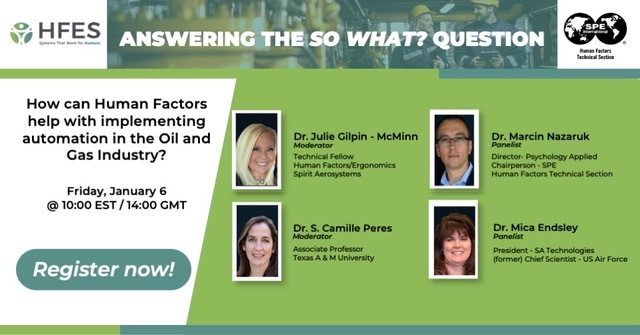 HFES
Systems That Work for Humans
ANSWERING THE SO WHAT? QUESTION
SPE
International
Human Factors
Technical Section
How can Human Factors
help with implementing
automation in the Oil and
Gas Industry?
Friday, January 6
@ 10:00 EST / 14:00 GMT
Register now!
Dr. Julie Gilpin - McMinn
Moderator
Technical Fellow
Human Factors/Ergonomics
Spirit Aerosystems
Dr. Marcin Nazaruk
Panelist
Director- Psychology Applied
Chairperson - SPE
Human Factors Technical Section
Dr. S. Camille Peres
Moderator
Associate Professor
Texas A & M University
Dr. Mica Endsley
Panelist
President - SA Technologies
(former) Chief Scientist - US Air Force